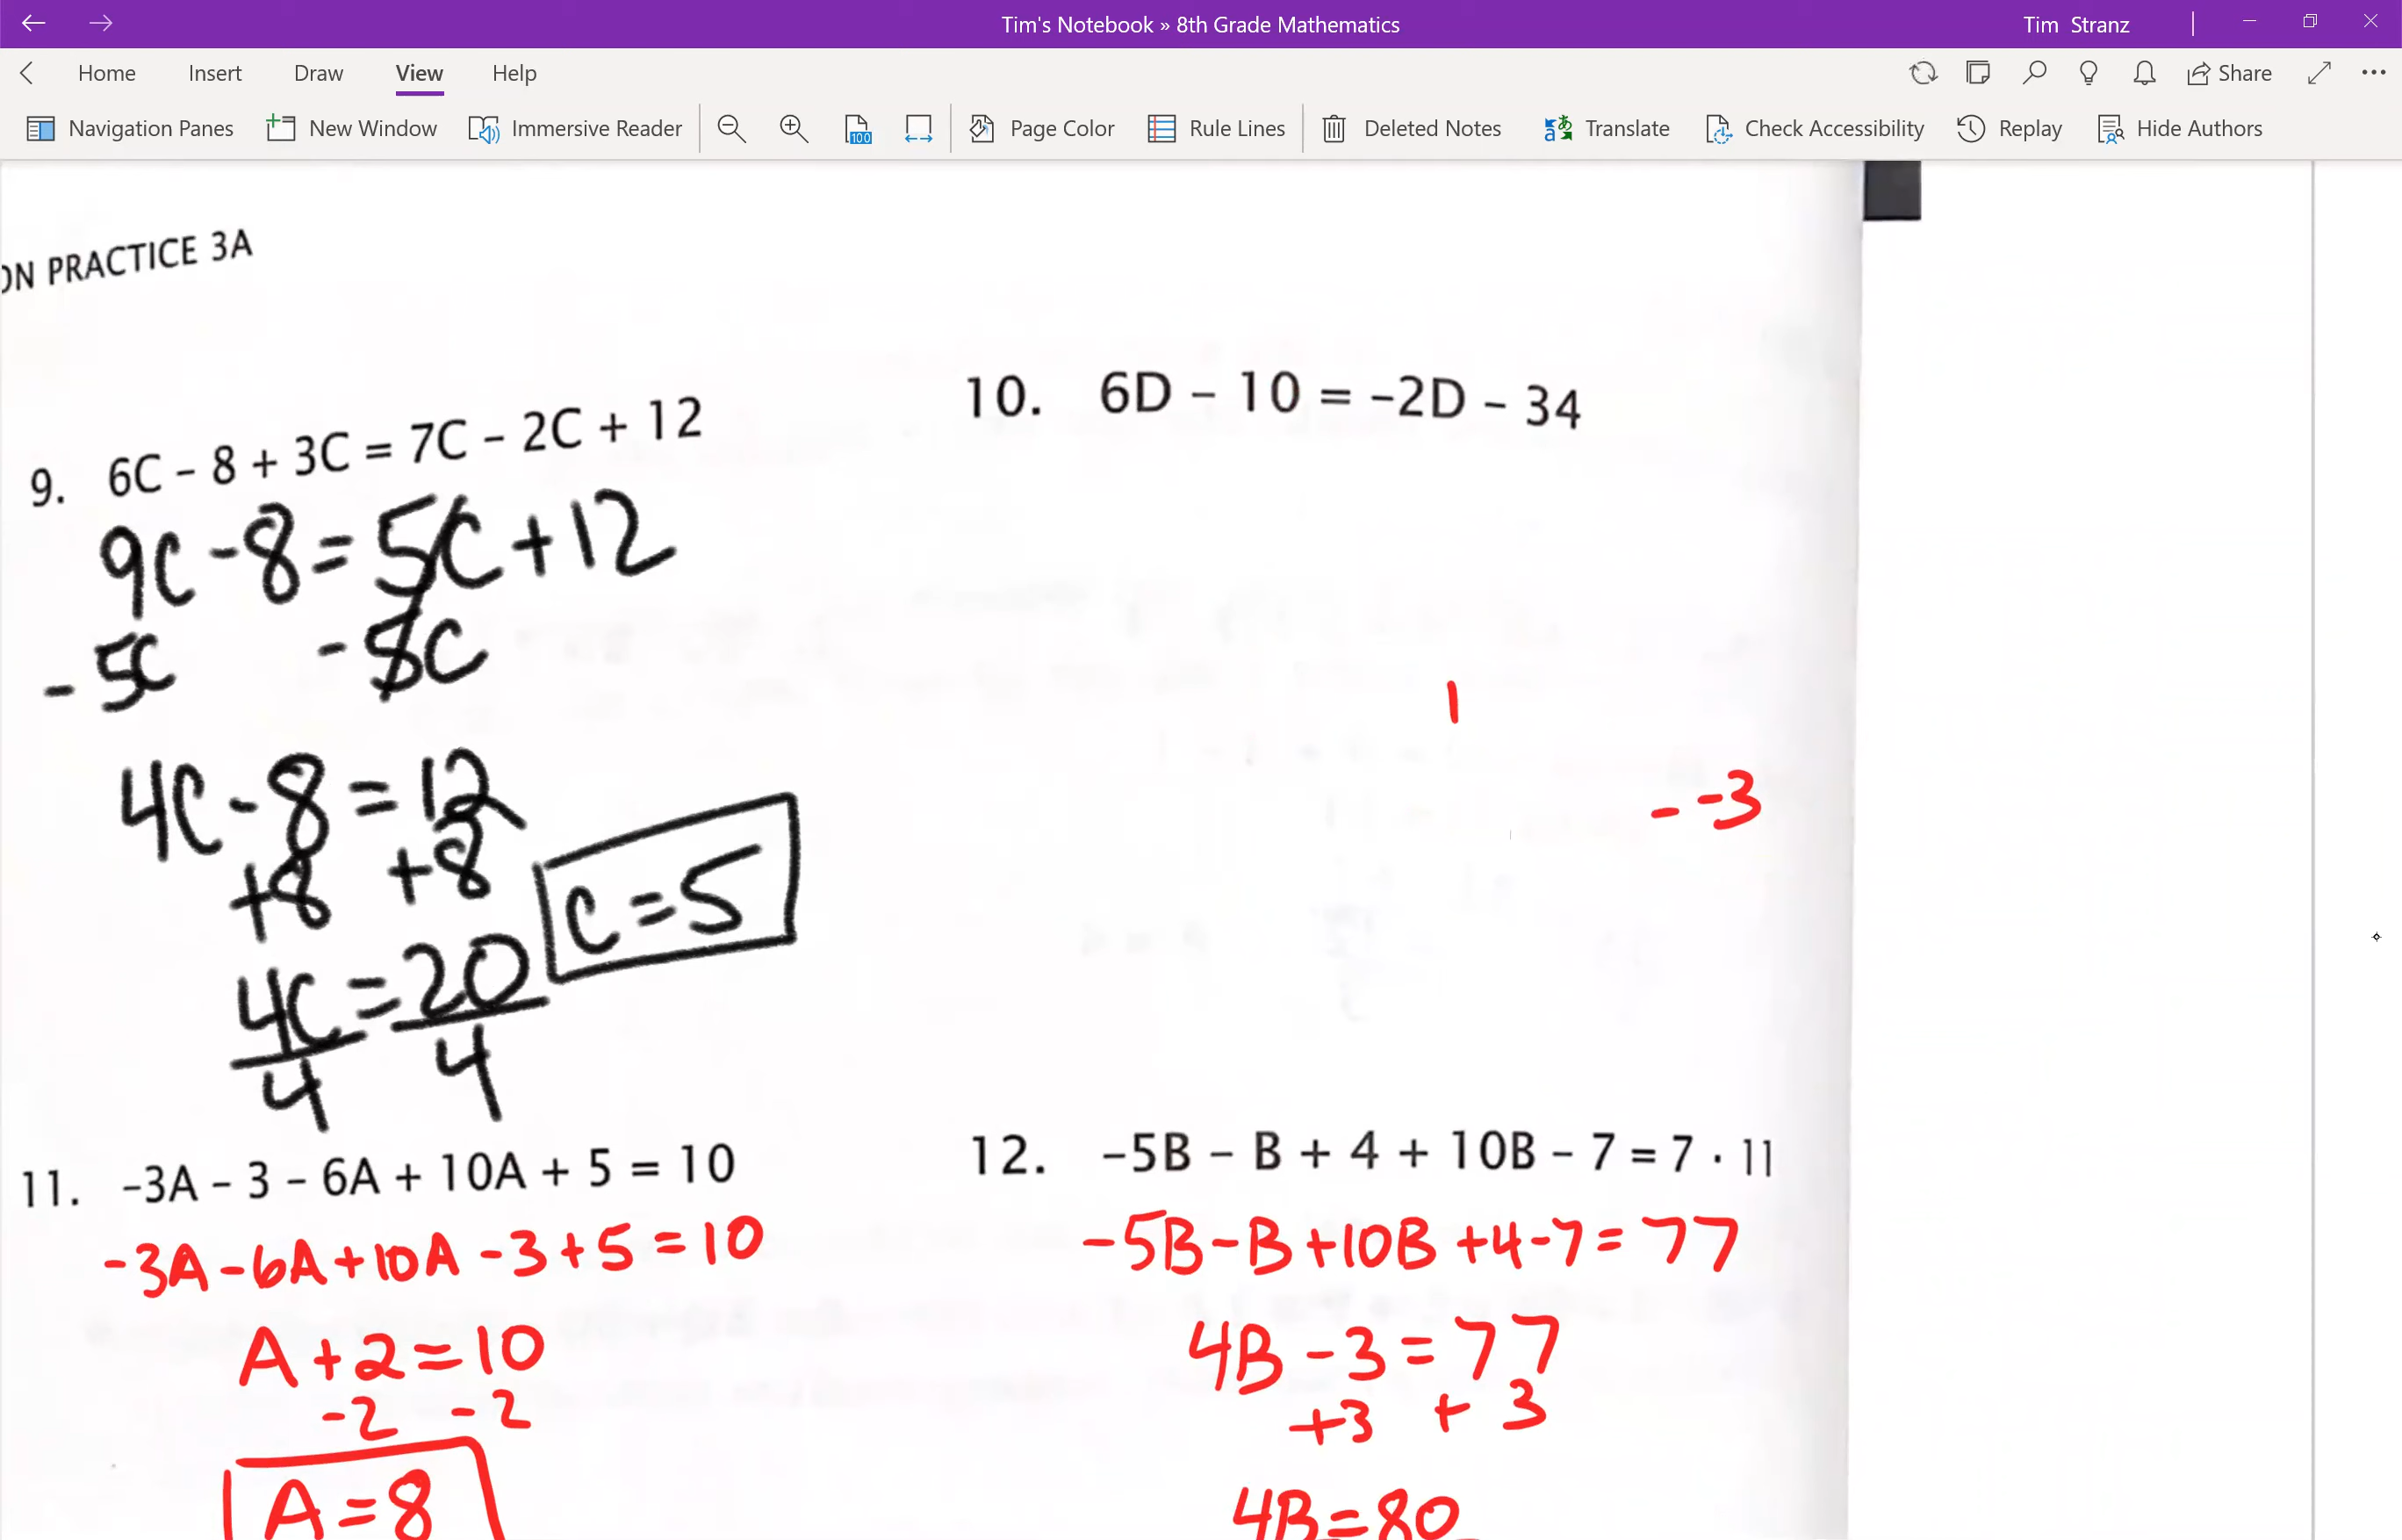 Tim's Notebook » 8th Grade Mathematics
Tim Stranz
Home Insert Draw View Help
Share
Navigation Panes New Window Immersive Reader 100 Page Color Rule Lines Deleted Notes Translate Check Accessibility Replay Hide Authors
ON PRACTICE 3A
9. 6C – 8 + 3C = 7C – 2C + 12
9C - 8 = 5C + 12
- 5C - 5C
4C - 8 = 12
+8 +8
4C = 20
4 4
C = 5
10. 6D – 10 = –2D – 34
1
- -3
11. –3A – 3 – 6A + 10A + 5 = 10
-3A - 6A + 10A - 3 + 5 = 10
A + 2 = 10
-2 - 2
A = 8
12. –5B – B + 4 + 10B – 7 = 7 · 11
-5B - B + 10B + 4 - 7 = 77
4B - 3 = 77
+3 + 3
4B = 80